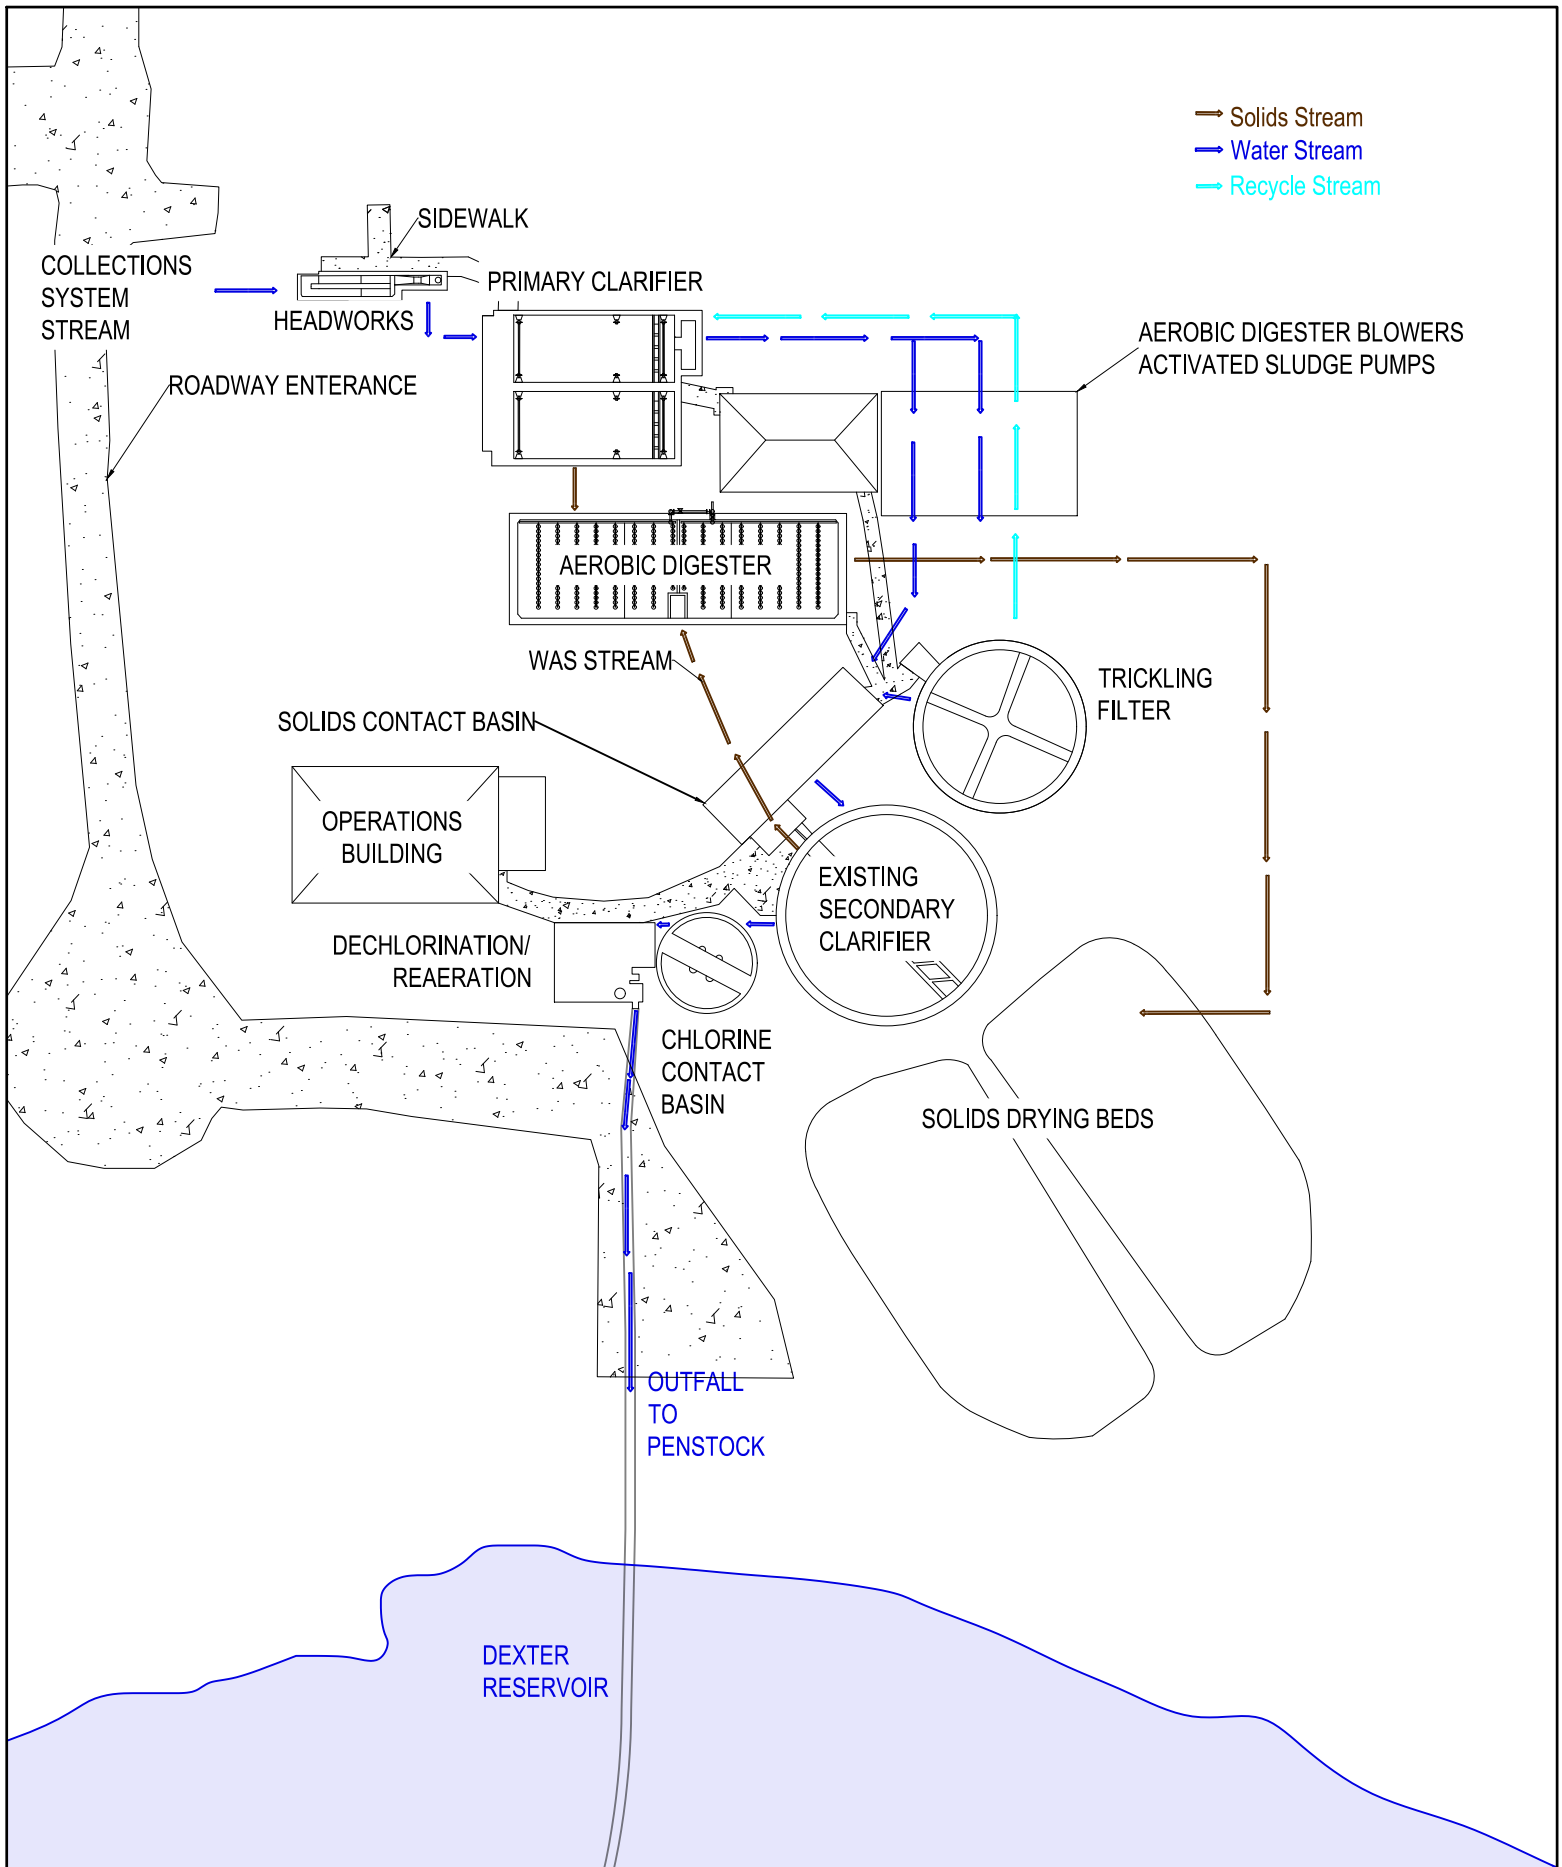 Solids Stream
Water Stream
Recycle Stream
SIDEWALK
COLLECTIONS
SYSTEM
STREAM
PRIMARY CLARIFIER
HEADWORKS
AEROBIC DIGESTER BLOWERS
ACTIVATED SLUDGE PUMPS
ROADWAY ENTERANCE
AEROBIC DIGESTER
WAS STREAM
TRICKLING
FILTER
SOLIDS CONTACT BASIN
OPERATIONS
BUILDING
EXISTING
SECONDARY
CLARIFIER
DECHLORINATION/
REAERATION
CHLORINE
CONTACT
BASIN
SOLIDS DRYING BEDS
OUTFALL
TO
PENSTOCK
DEXTER
RESERVOIR